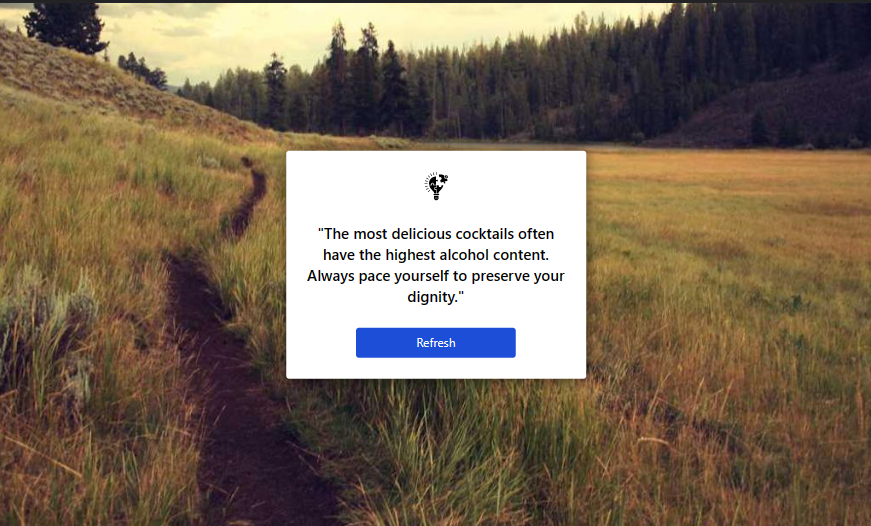 "The most delicious cocktails often
have the highest alcohol content.
Always pace yourself to preserve your
dignity."
Refresh